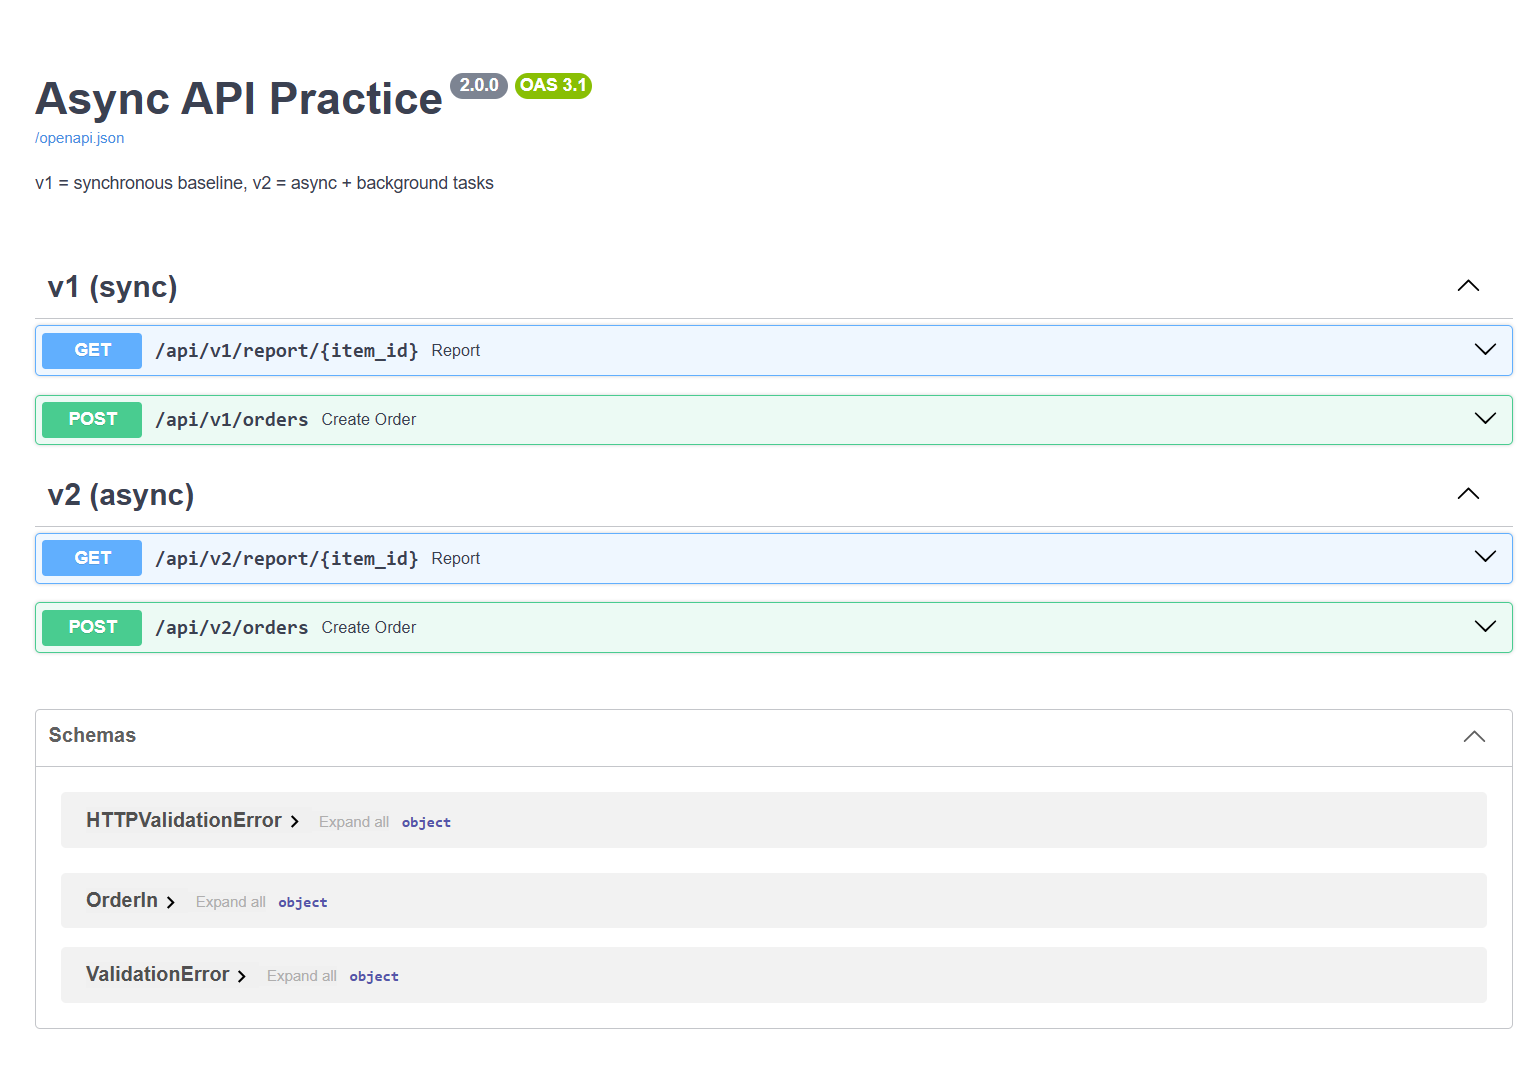 Async API Practice 2.0.0 OAS 3.1
/openapi.json
v1 = synchronous baseline, v2 = async + background tasks
v1 (sync)
GET /api/v1/report/{item_id} Report
POST /api/v1/orders Create Order
v2 (async)
GET /api/v2/report/{item_id} Report
POST /api/v2/orders Create Order
Schemas
HTTPValidationError Expand all object
OrderIn Expand all object
ValidationError Expand all object